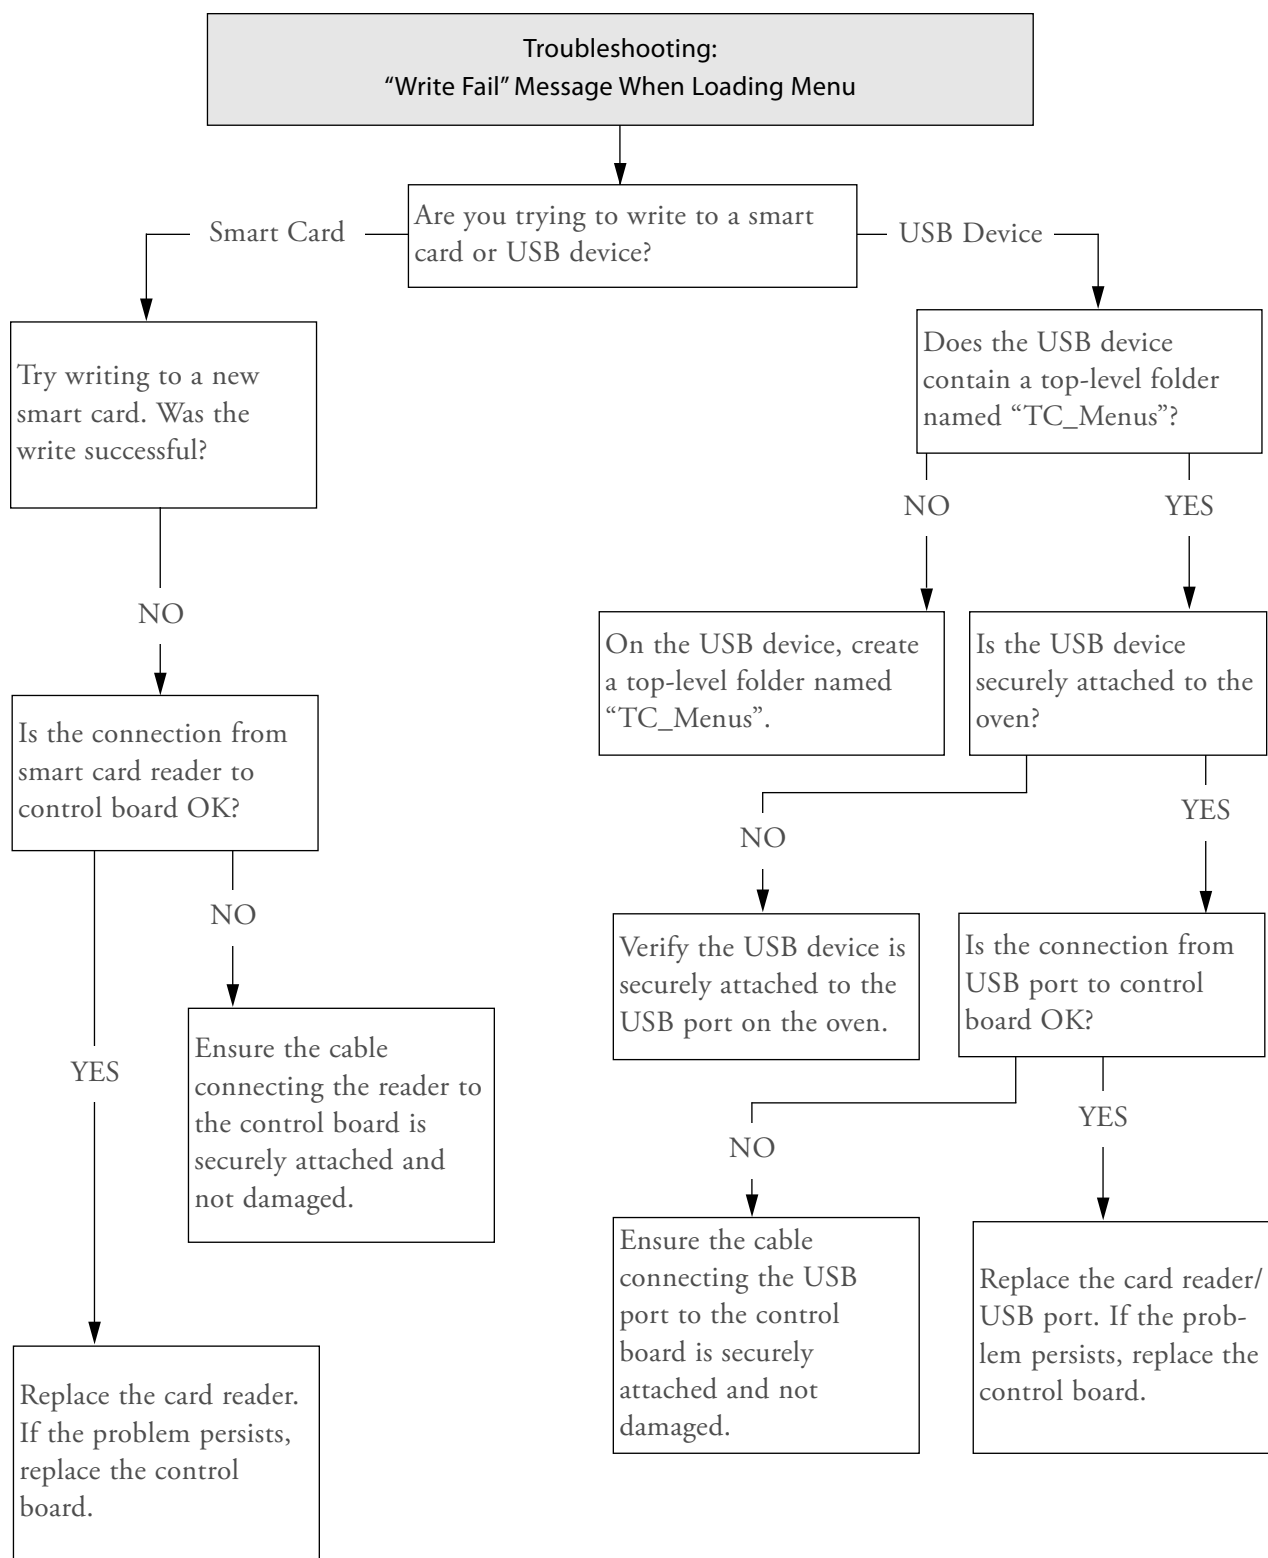 Troubleshooting:
“Write Fail” Message When Loading Menu
Are you trying to write to a smart
card or USB device?
Smart Card
USB Device
Try writing to a new
smart card. Was the
write successful?
Does the USB device
contain a top-level folder
named “TC_Menus”?
NO
YES
NO
On the USB device, create
a top-level folder named
“TC_Menus”.
Is the USB device
securely attached to the
oven?
Is the connection from
smart card reader to
control board OK?
NO
YES
YES
NO
Verify the USB device is
securely attached to the
USB port on the oven.
Is the connection from
USB port to control
board OK?
Ensure the cable
connecting the reader to
the control board is
securely attached and
not damaged.
NO
YES
Ensure the cable
connecting the USB
port to the control
board is securely
attached and not
damaged.
Replace the card reader/
USB port. If the prob-
lem persists, replace the
control board.
Replace the card reader.
If the problem persists,
replace the control
board.